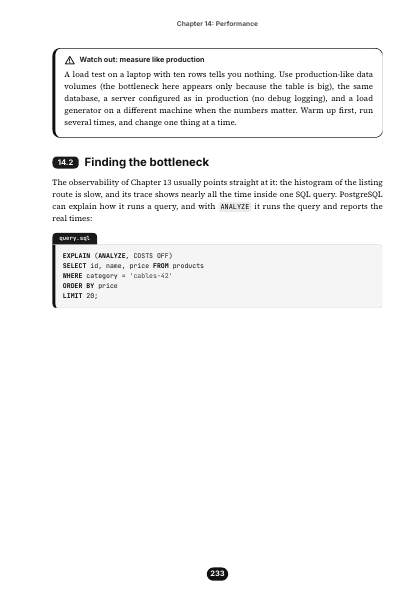 Chapter 14: Performance
Watch out: measure like production
A load test on a laptop with ten rows tells you nothing. Use production-like data
volumes (the bottleneck here appears only because the table is big), the same
database, a server configured as in production (no debug logging), and a load
generator on a different machine when the numbers matter. Warm up first, run
several times, and change one thing at a time.
14.2 Finding the bottleneck
The observability of Chapter 13 usually points straight at it: the histogram of the listing
route is slow, and its trace shows nearly all the time inside one SQL query. PostgreSQL
can explain how it runs a query, and with ANALYZE it runs the query and reports the
real times:
query.sql
EXPLAIN (ANALYZE, COSTS OFF)
SELECT id, name, price FROM products
WHERE category = 'cables-42'
ORDER BY price
LIMIT 20;
233